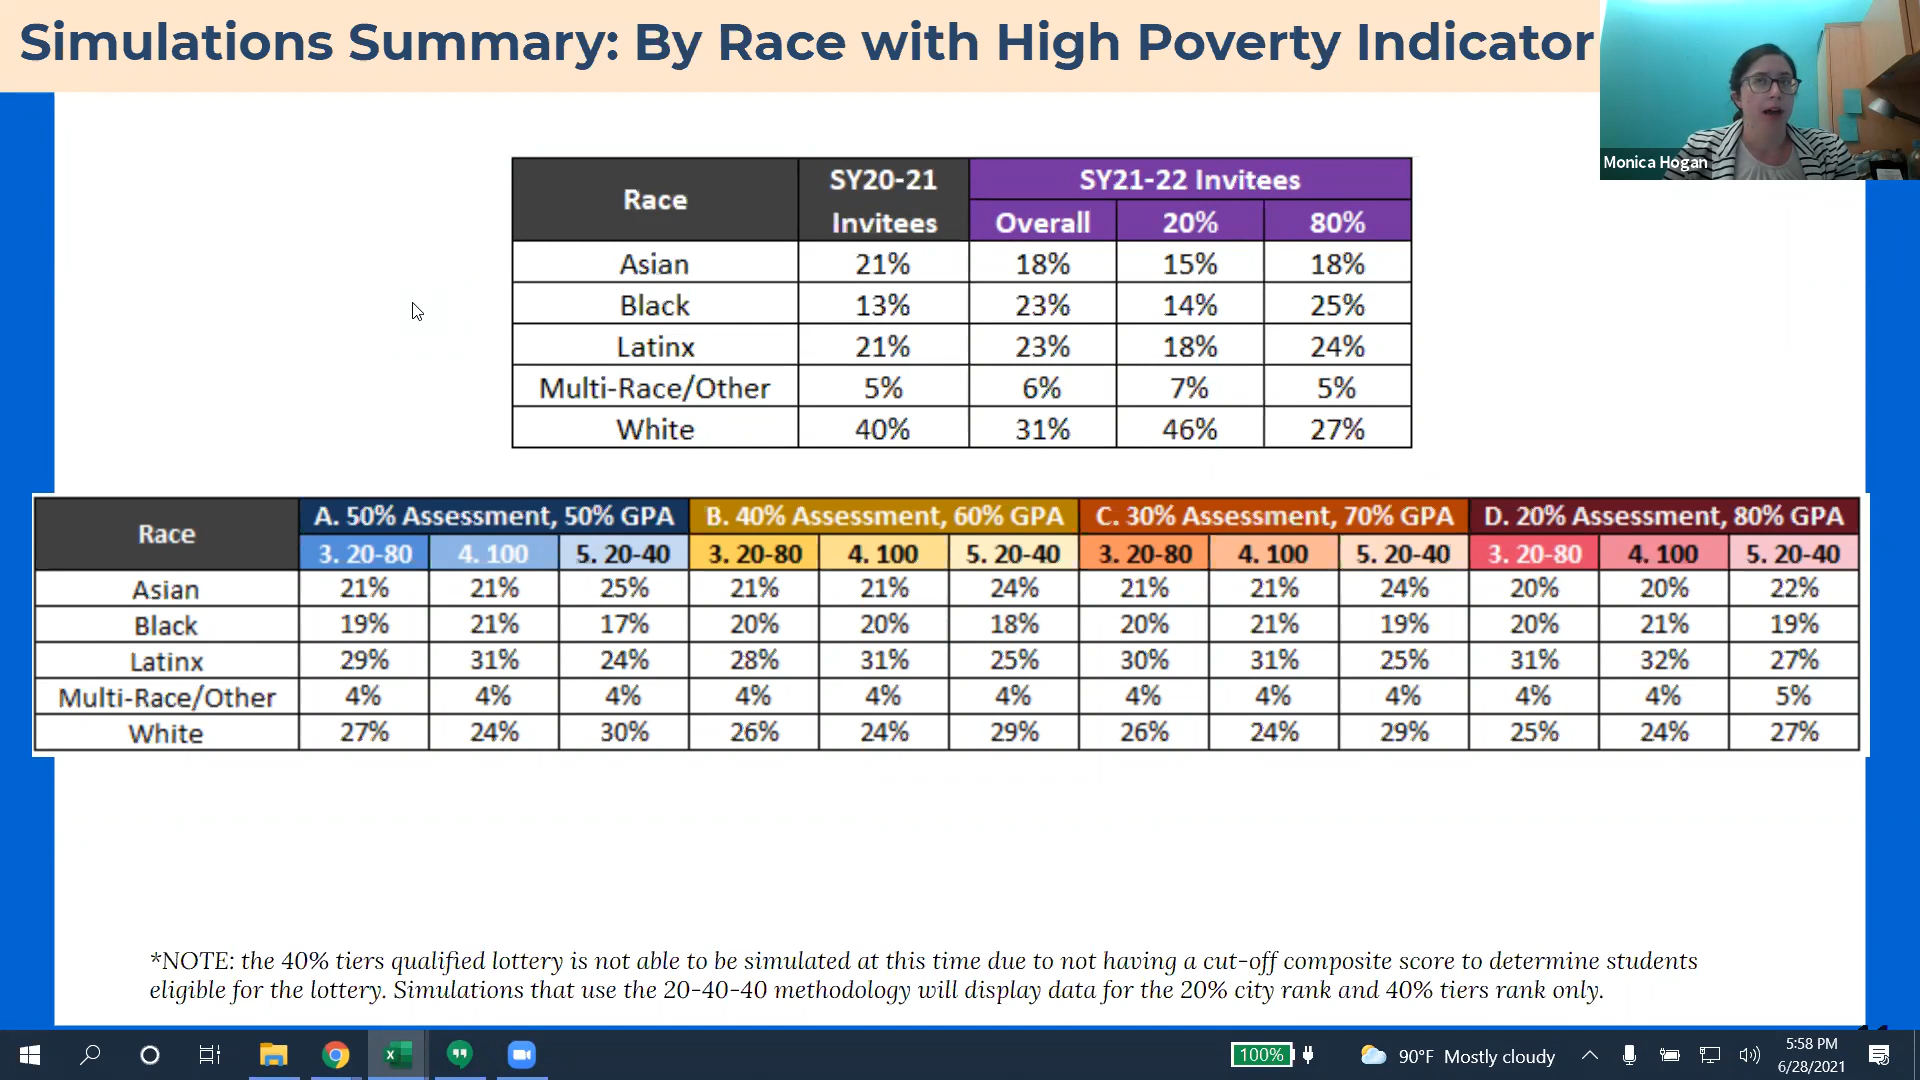 Simulations Summary: By Race with High Poverty Indicator
Monica Hogan
Race SY20-21 Invitees SY21-22 Invitees
Overall 20% 80%
Asian 21% 18% 15% 18%
Black 13% 23% 14% 25%
Latinx 21% 23% 18% 24%
Multi-Race/Other 5% 6% 7% 5%
White 40% 31% 46% 27%
Race A. 50% Assessment, 50% GPA B. 40% Assessment, 60% GPA C. 30% Assessment, 70% GPA D. 20% Assessment, 80% GPA
3. 20-80 4. 100 5. 20-40 3. 20-80 4. 100 5. 20-40 3. 20-80 4. 100 5. 20-40 3. 20-80 4. 100 5. 20-40
Asian 21% 21% 25% 21% 21% 24% 21% 21% 24% 20% 20% 22%
Black 19% 21% 17% 20% 20% 18% 20% 21% 19% 20% 21% 19%
Latinx 29% 31% 24% 28% 31% 25% 30% 31% 25% 31% 32% 27%
Multi-Race/Other 4% 4% 4% 4% 4% 4% 4% 4% 4% 4% 4% 5%
White 27% 24% 30% 26% 24% 29% 26% 24% 29% 25% 24% 27%
*NOTE: the 40% tiers qualified lottery is not able to be simulated at this time due to not having a cut-off composite score to determine students
eligible for the lottery. Simulations that use the 20-40-40 methodology will display data for the 20% city rank and 40% tiers rank only.
100% 90°F Mostly cloudy 5:58 PM
6/28/2021